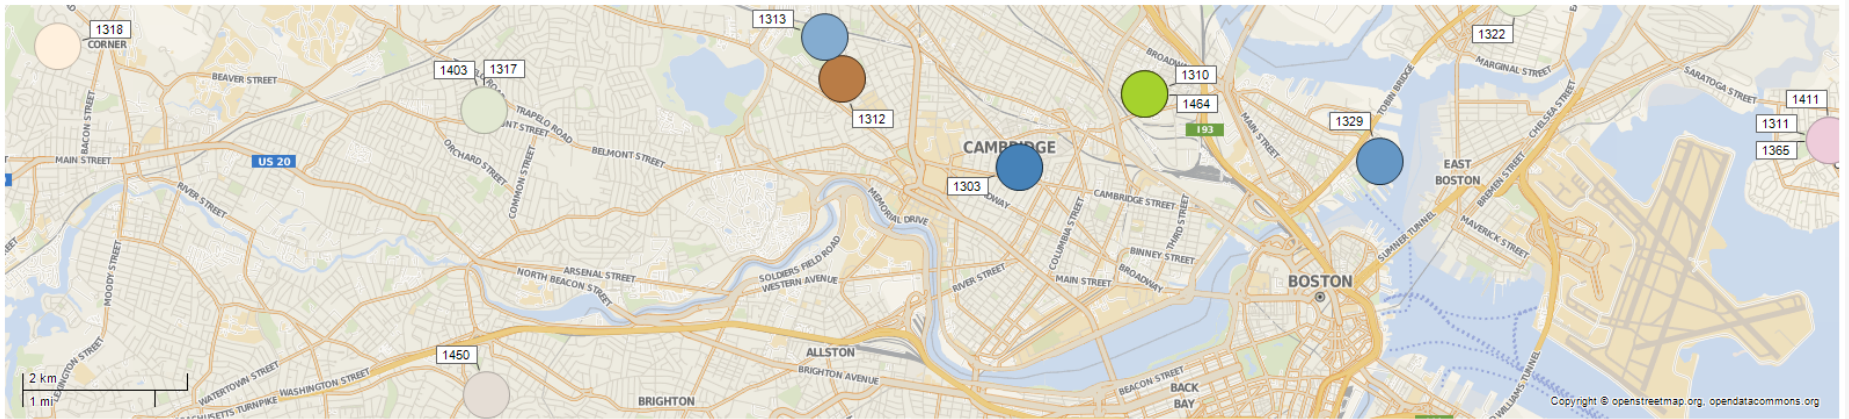 1318
CORNER
BEAVER STREET
BACON STREET
MAIN STREET
US 20
RIVER STREET
MOODY STREET
1403
1317
TRAPELO ROAD
BELMONT STREET
ORCHARD STREET
COMMON STREET
1313
1312
1310
1464
I93
BROADWAY
MAIN STREET
CAMBRIDGE
1303
CAMBRIDGE STREET
COLUMBIA STREET
THIRD STREET
BINNEY STREET
BROADWAY
MAIN STREET
RIVER STREET
MEMORIAL DRIVE
SOLDIERS FIELD ROAD
WESTERN AVENUE
ARSENAL STREET
NORTH BEACON STREET
1329
TOBIN BRIDGE
1322
MARGINAL STREET
CHELSEA STREET
SARATOGA STREET
1411
1311
1365
EAST
BOSTON
BREMEN STREET
MAVERICK STREET
SUMNER TUNNEL
BOSTON
1450
ALLSTON
BRIGHTON AVENUE
BRIGHTON
WATERTOWN STREET
WASHINGTON STREET
BEACON STREET
BACK
BAY
2 km
1 mi
Copyright © openstreetmap.org, opendatacommons.org